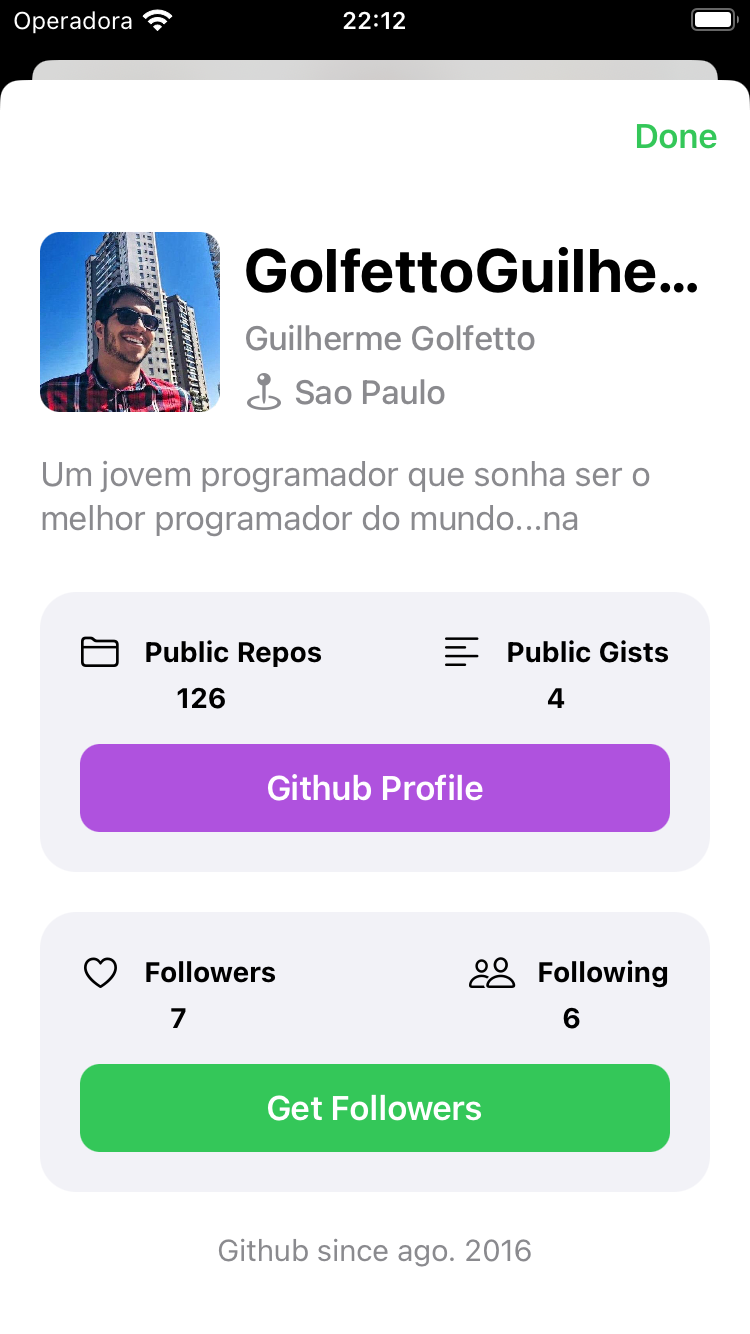 Operadora 22:12
Done
GolfettoGuilhe...
Guilherme Golfetto
Sao Paulo
Um jovem programador que sonha ser o
melhor programador do mundo...na
Public Repos Public Gists
126 4
Github Profile
Followers Following
7 6
Get Followers
Github since ago. 2016